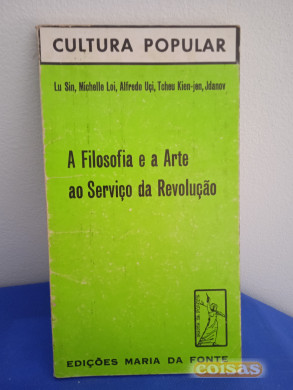 CULTURA POPULAR
Lu Sin, Michelle Loi, Alfredo Uçi, Tcheu Kien-jen, Jdanov
A Filosofia e a Arte
ao Serviço da Revolução
EDIÇÕES MARIA DA FONTE
coisas